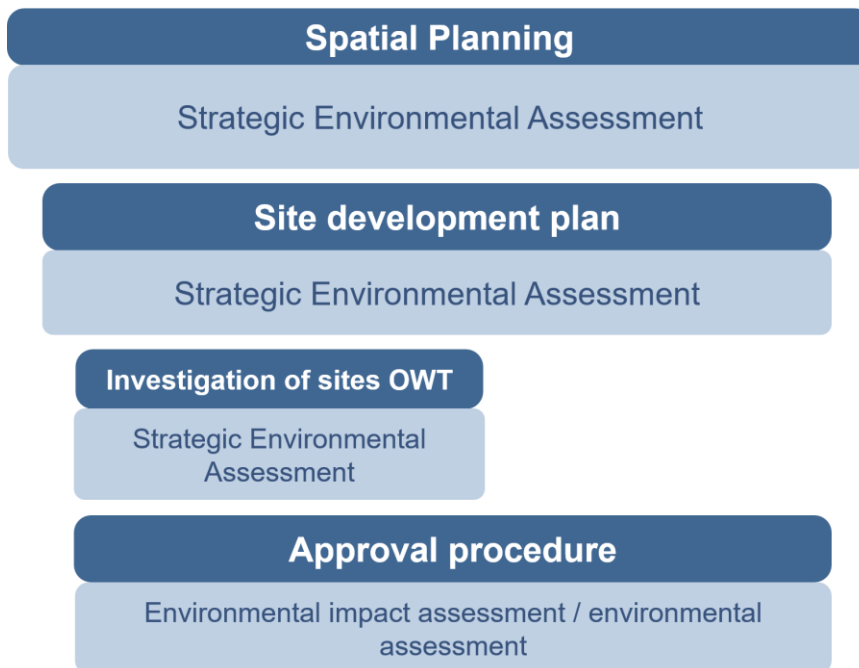 Spatial Planning
Strategic Environmental Assessment
Site development plan
Strategic Environmental Assessment
Investigation of sites OWT
Strategic Environmental
Assessment
Approval procedure
Environmental impact assessment / environmental
assessment